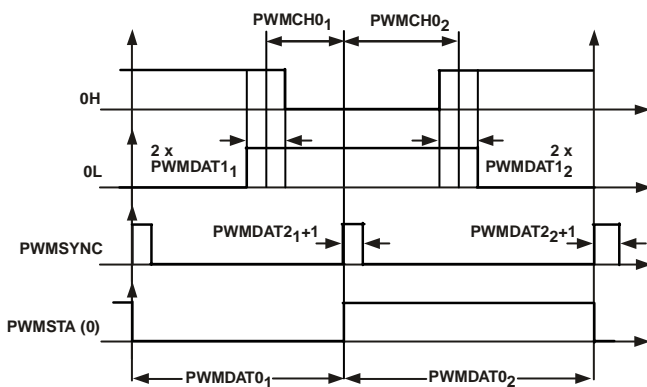 PWMCH0₁ PWMCH0₂
0H
2 x
PWMDAT1₁
2 x
PWMDAT1₂
0L
PWMSYNC
PWMDAT2₁+1
PWMDAT2₂+1
PWMSTA (0)
PWMDAT0₁ PWMDAT0₂